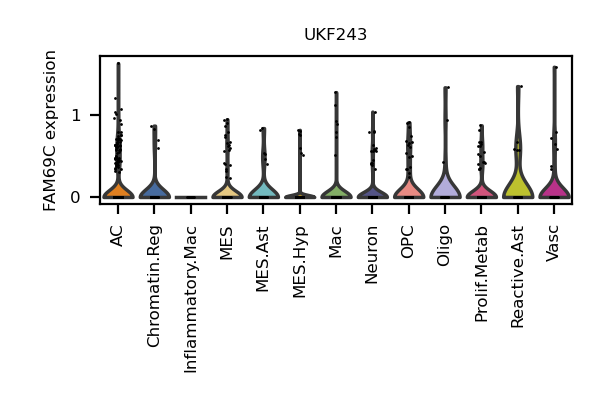 UKF243
FAM69C expression
1
0
AC
Chromatin.Reg
Inflammatory.Mac
MES
MES.Ast
MES.Hyp
Mac
Neuron
OPC
Oligo
Prolif.Metab
Reactive.Ast
Vasc